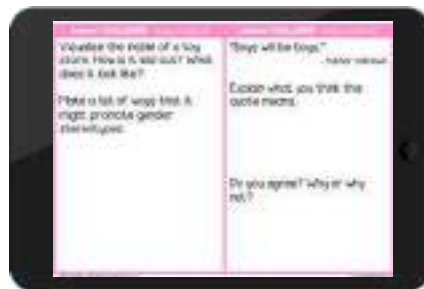 Visualise the inside of a toy
store. How is it laid out? What
does it look like?
Make a list of ways that it
might promote gender
stereotypes.
"Boys will be boys."
Explain what you think this
quote means.
Do you agree? Why or why
not?